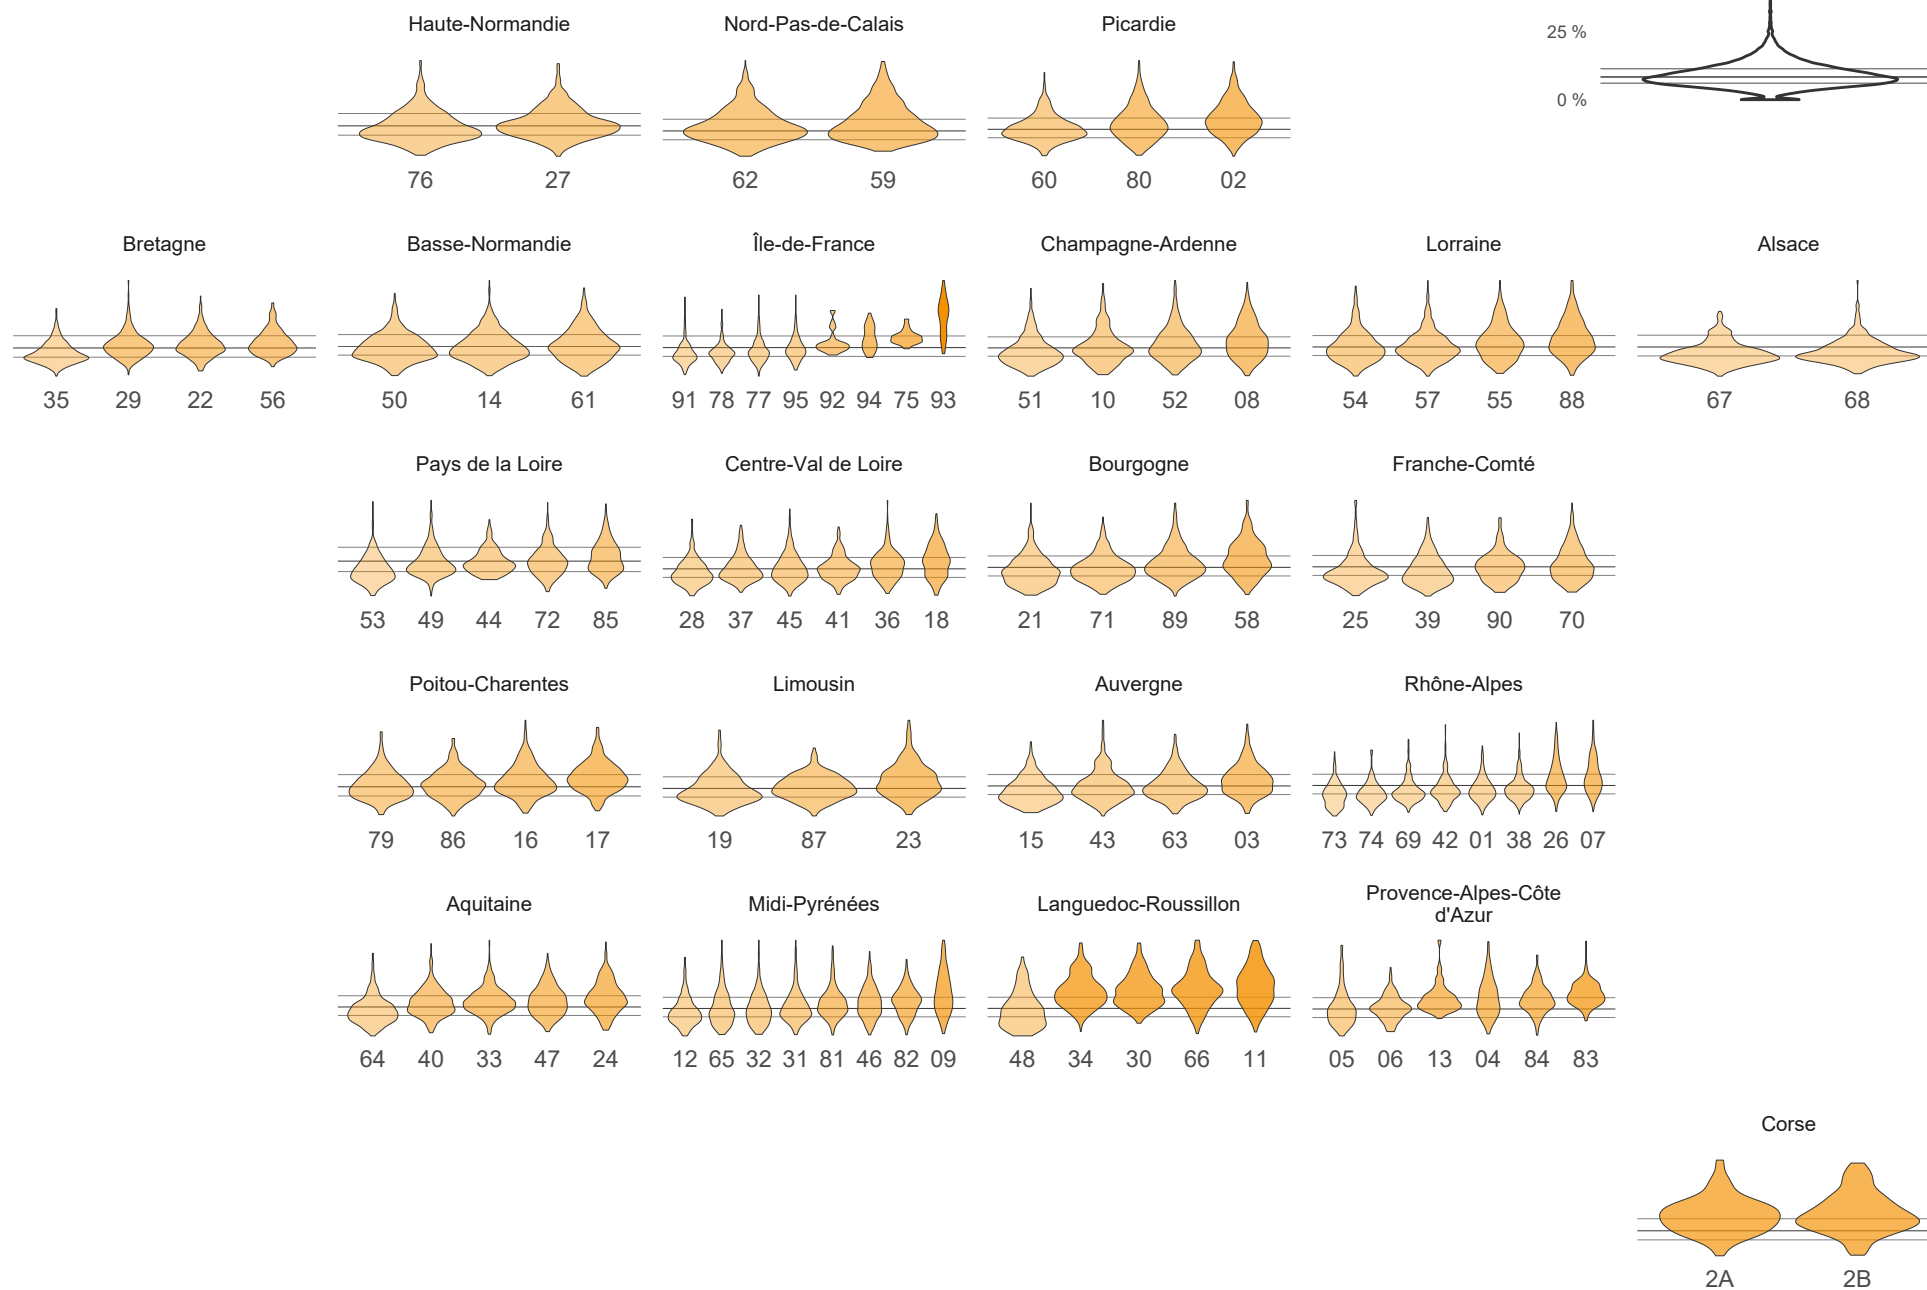 Haute-Normandie Nord-Pas-de-Calais Picardie
25 %
0 %
76 27 62 59 60 80 02
Bretagne Basse-Normandie Île-de-France Champagne-Ardenne Lorraine Alsace
35 29 22 56 50 14 61 91 78 77 95 92 94 75 93 51 10 52 08 54 57 55 88 67 68
Pays de la Loire Centre-Val de Loire Bourgogne Franche-Comté
53 49 44 72 85 28 37 45 41 36 18 21 71 89 58 25 39 90 70
Poitou-Charentes Limousin Auvergne Rhône-Alpes
79 86 16 17 19 87 23 15 43 63 03 73 74 69 42 01 38 26 07
Aquitaine Midi-Pyrénées Languedoc-Roussillon Provence-Alpes-Côte
d'Azur
64 40 33 47 24 12 65 32 31 81 46 82 09 48 34 30 66 11 05 06 13 04 84 83
Corse
2A 2B